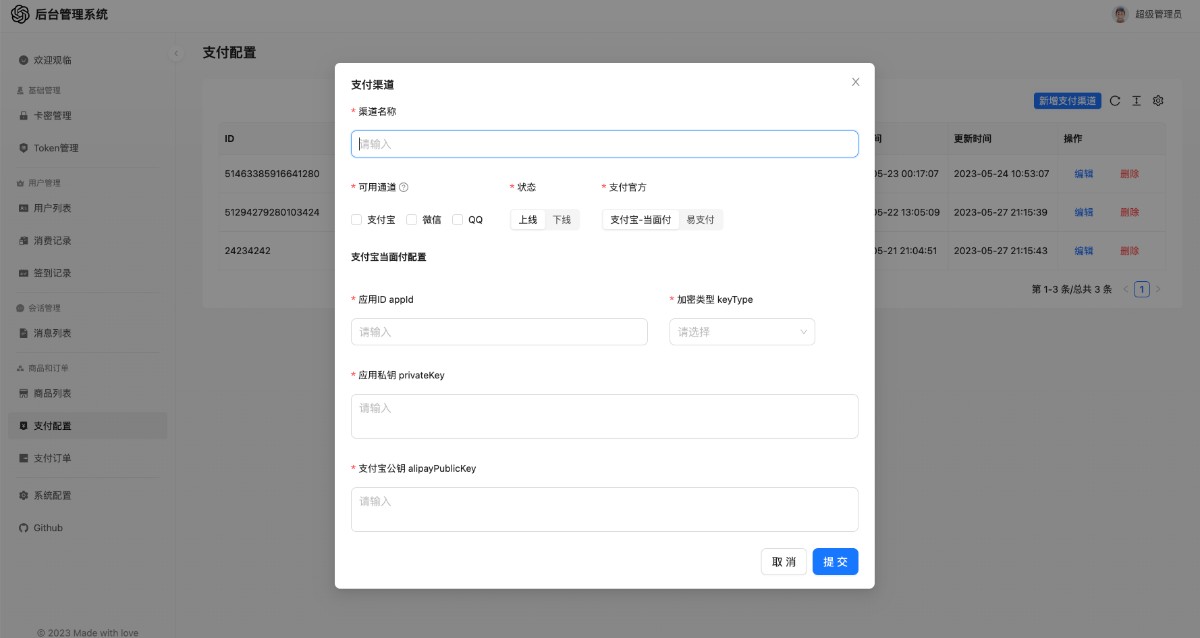 后台管理系统
超级管理员
欢迎观临
基础管理
卡密管理
Token管理
用户管理
用户列表
消费记录
签到记录
会话管理
消息列表
商品和订单
商品列表
支付配置
支付订单
系统配置
Github
© 2023 Made with love
支付配置
新增支付渠道
ID
间
更新时间
操作
51463385916641280
05-23 00:17:07
2023-05-24 10:53:07
编辑
删除
51294279280103424
05-22 13:05:09
2023-05-27 21:15:39
编辑
删除
24234242
05-21 21:04:51
2023-05-27 21:15:43
编辑
删除
第 1-3 条/总共 3 条
1
支付渠道
* 渠道名称
请输入
* 可用通道
* 状态
* 支付官方
支付宝
微信
QQ
上线
下线
支付宝-当面付
易支付
支付宝当面付配置
* 应用ID appId
* 加密类型 keyType
请输入
请选择
* 应用私钥 privateKey
请输入
* 支付宝公钥 alipayPublicKey
请输入
取 消
提 交